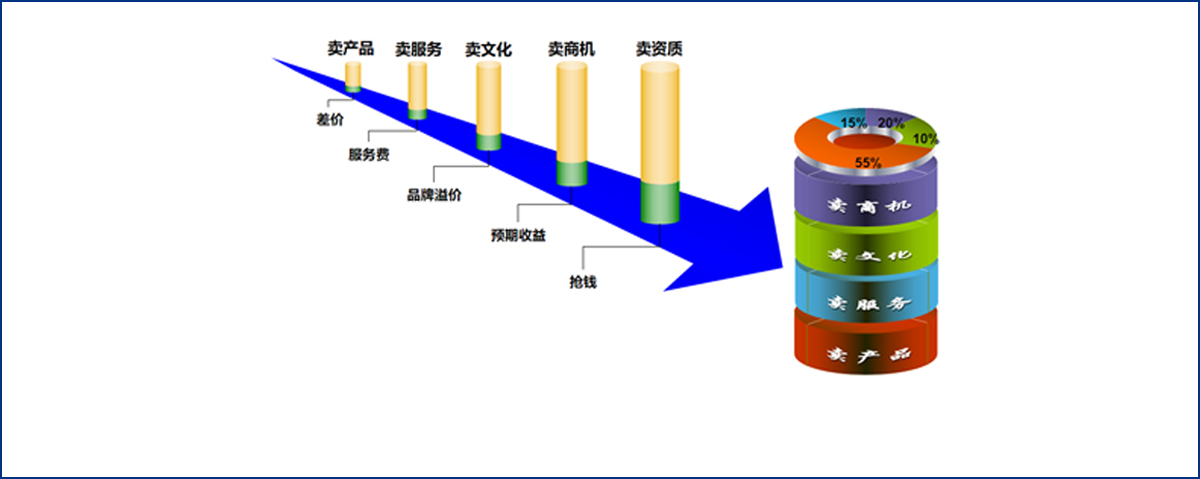 卖产品
卖服务
卖文化
卖商机
卖资质
差价
服务费
品牌溢价
预期收益
抢钱
15%
20%
10%
55%
卖商机
卖文化
卖服务
卖产品